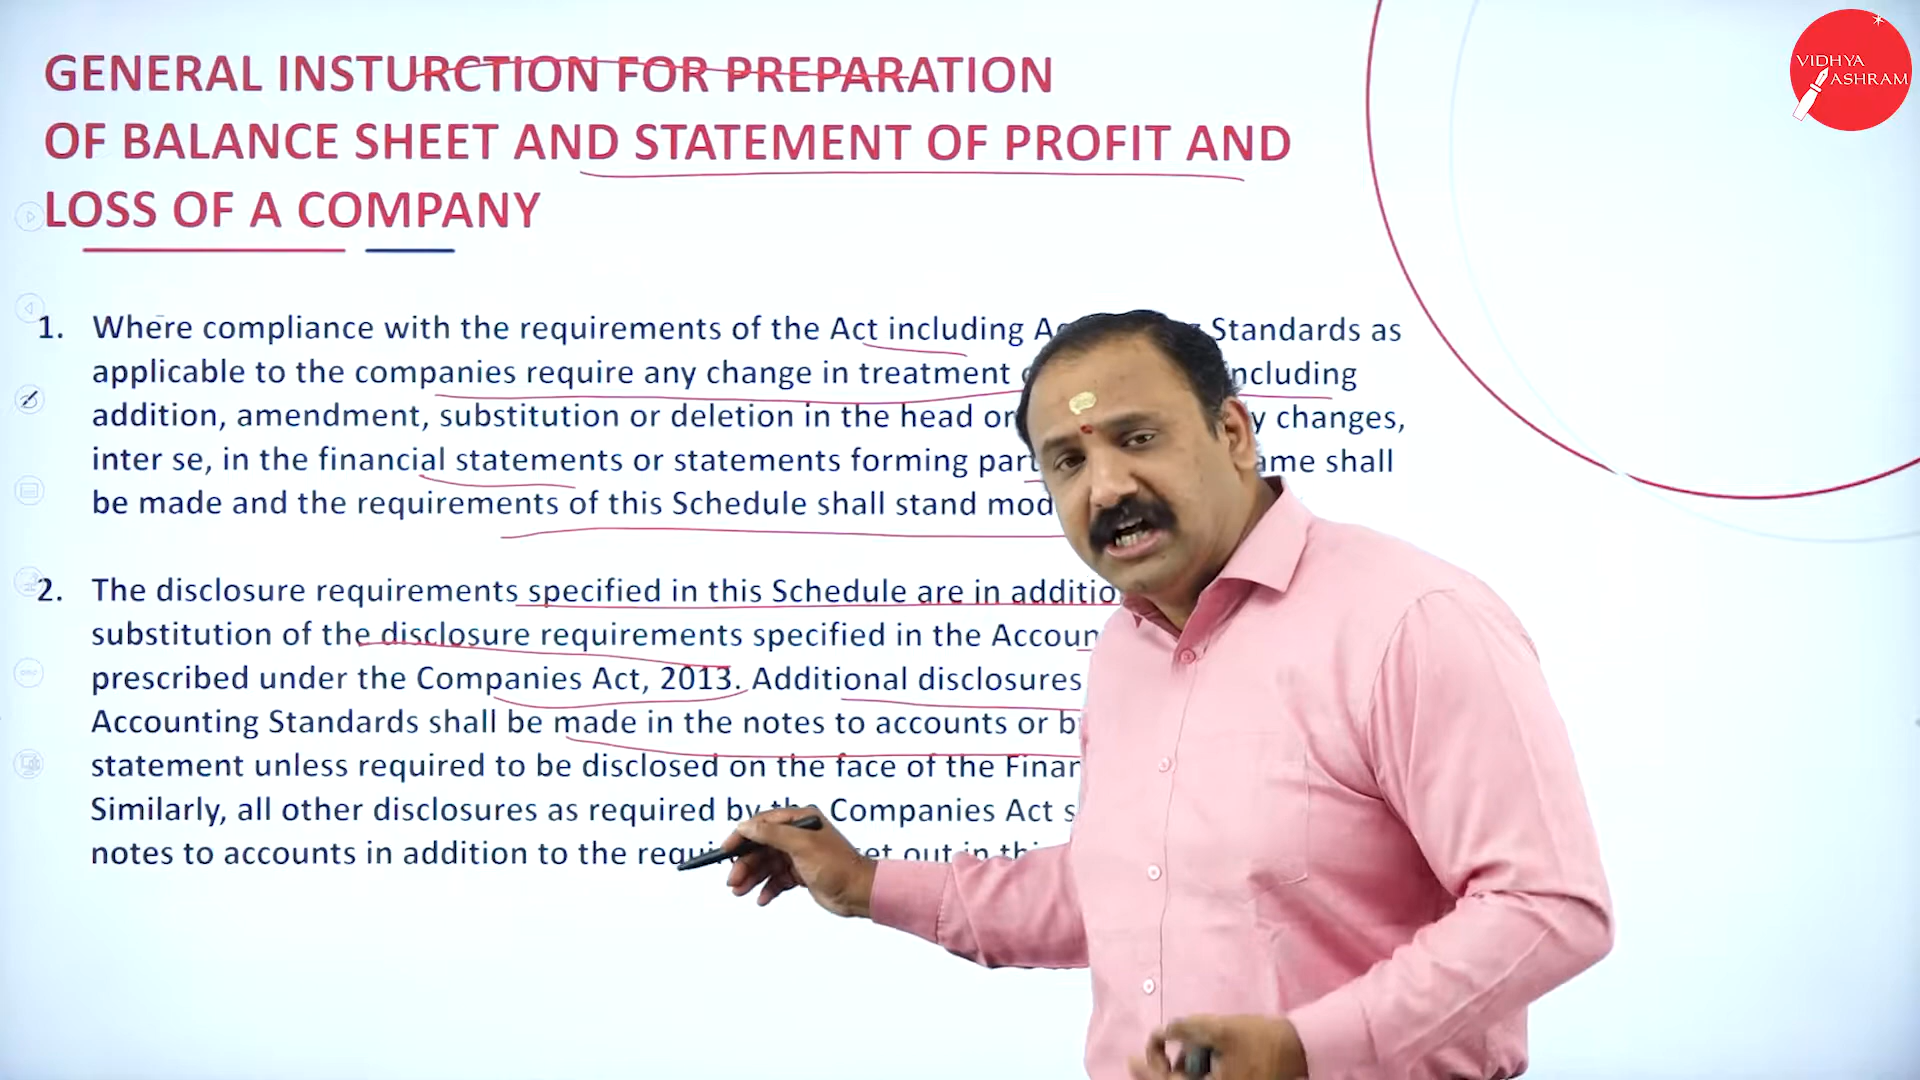 GENERAL INSTURCTION FOR PREPARATION
OF BALANCE SHEET AND STATEMENT OF PROFIT AND
LOSS OF A COMPANY
VIDHYA
ASHRAM
1. Where compliance with the requirements of the Act including Standards as
applicable to the companies require any change in treatment including
addition, amendment, substitution or deletion in the head or changes,
inter se, in the financial statements or statements forming part shall
be made and the requirements of this Schedule shall stand
2. The disclosure requirements specified in this Schedule are in
substitution of the disclosure requirements specified in the
prescribed under the Companies Act, 2013. Additional disclosures
Accounting Standards shall be made in the notes to accounts or
statement unless required to be disclosed on the face of the
Similarly, all other disclosures as required by the Companies Act
notes to accounts in addition to the set out in